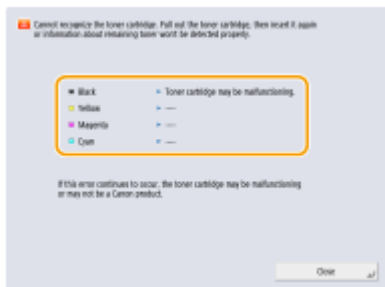 Cannot recognize the toner cartridge. Pull out the toner cartridge, then insert it again
or information about remaining toner won't be detected properly.
Black Toner cartridge may be malfunctioning.
Yellow ----
Magenta ----
Cyan ----
If this error continues to occur, the toner cartridge may be malfunctioning
or may not be a Canon product.
Close